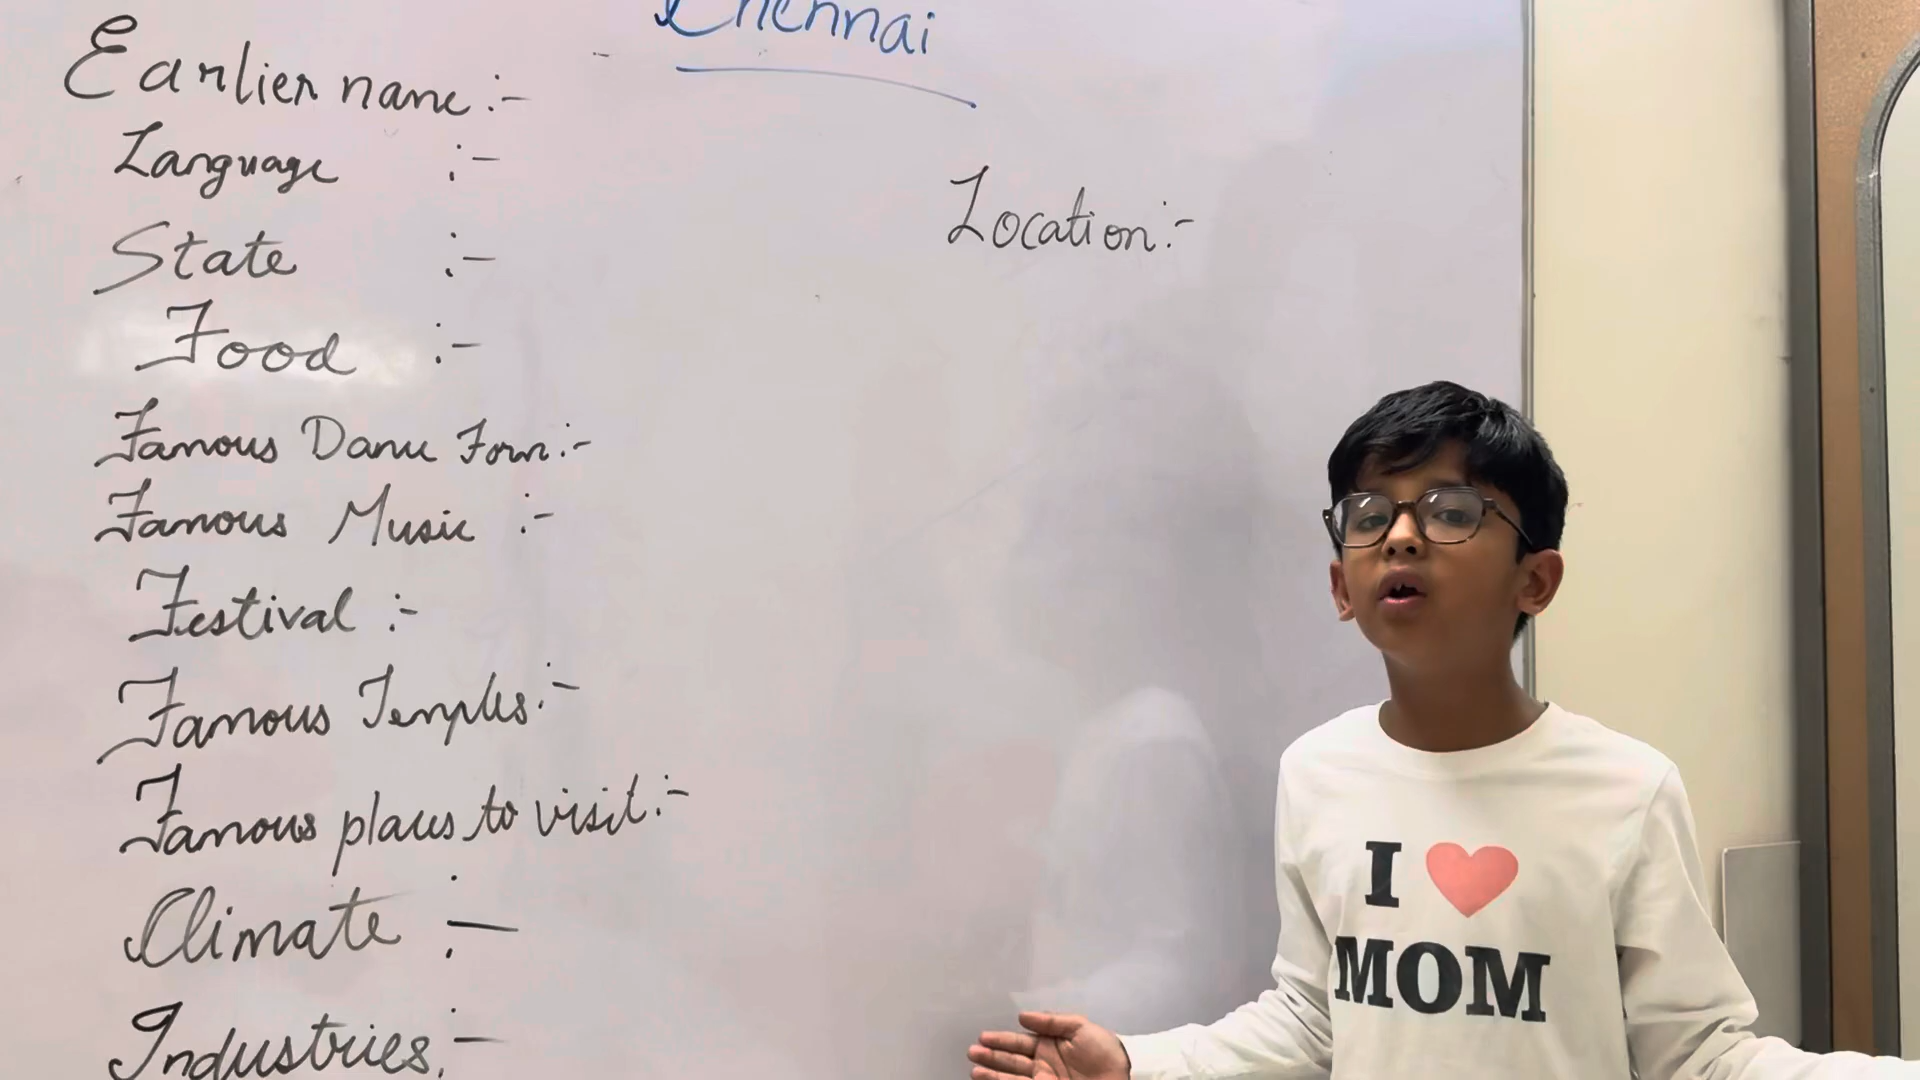 Chennai
Earlier name :-
Language :-
State :-
Food :-
Famous Dance Form :-
Famous Music :-
Festival :-
Famous Temples :-
Famous places to visit :-
Climate :-
Industries :-
Location :-
I ♥
MOM